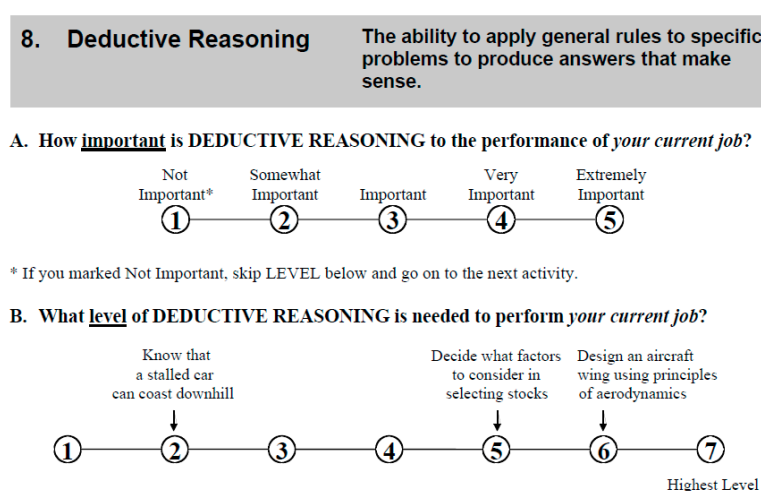 8. Deductive Reasoning
The ability to apply general rules to specific
problems to produce answers that make
sense.
A. How important is DEDUCTIVE REASONING to the performance of your current job?
Not Important*
Somewhat Important
Important
Very Important
Extremely Important
1 2 3 4 5
* If you marked Not Important, skip LEVEL below and go on to the next activity.
B. What level of DEDUCTIVE REASONING is needed to perform your current job?
Know that
a stalled car
can coast downhill
Decide what factors
to consider in
selecting stocks
Design an aircraft
wing using principles
of aerodynamics
1 2 3 4 5 6 7
Highest Level